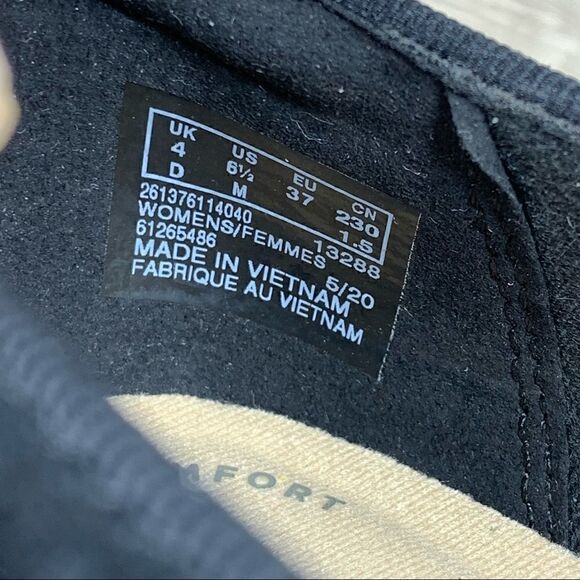 UK US EU CN
4 6½ 37 230
D M 1.5
261376114040
WOMENS/FEMMES 13288
61265486 5/20
MADE IN VIETNAM
FABRIQUE AU VIETNAM
MFORT